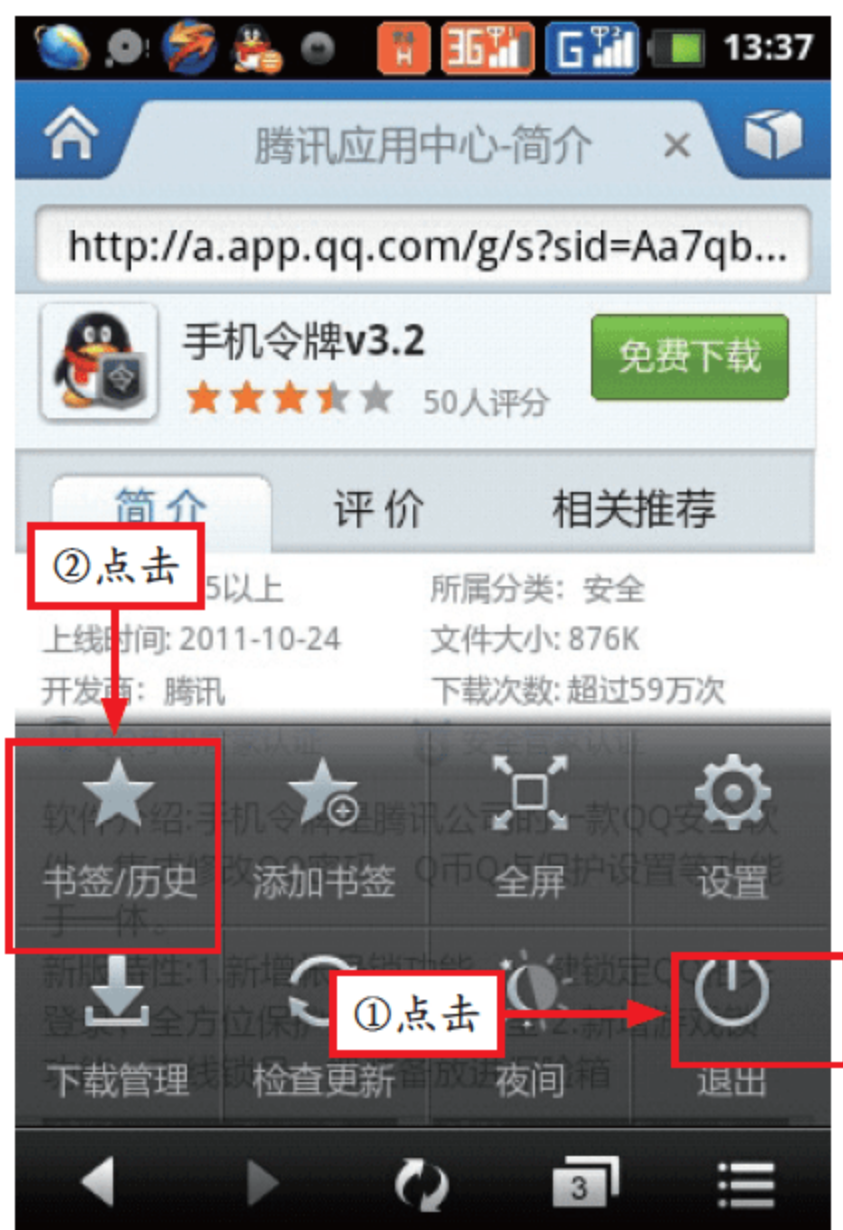 13:37
腾讯应用中心-简介 ×
http://a.app.qq.com/g/s?sid=Aa7qb...
手机令牌v3.2
免费下载
50人评分
简介 评价 相关推荐
②点击
5以上 所属分类: 安全
上线时间: 2011-10-24 文件大小: 876K
开发商: 腾讯 下载次数: 超过59万次
书签/历史 添加书签 全屏 设置
①点击
下载管理 检查更新 夜间 退出
3